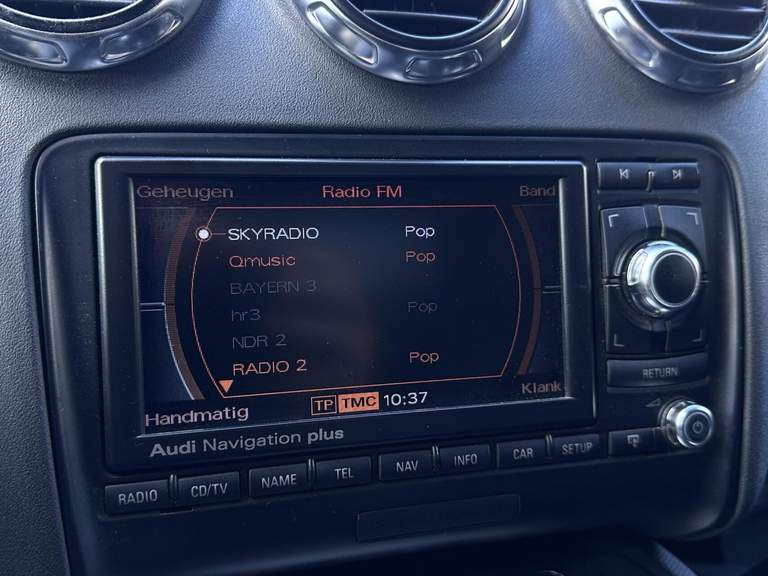 Geheugen Radio FM Band
SKYRADIO Pop
Qmusic Pop
BAYERN 3
hr3 Pop
NDR 2
RADIO 2 Pop
Handmatig TP TMC 10:37 Klank
Audi Navigation plus
RETURN
RADIO CD/TV NAME TEL NAV INFO CAR SETUP